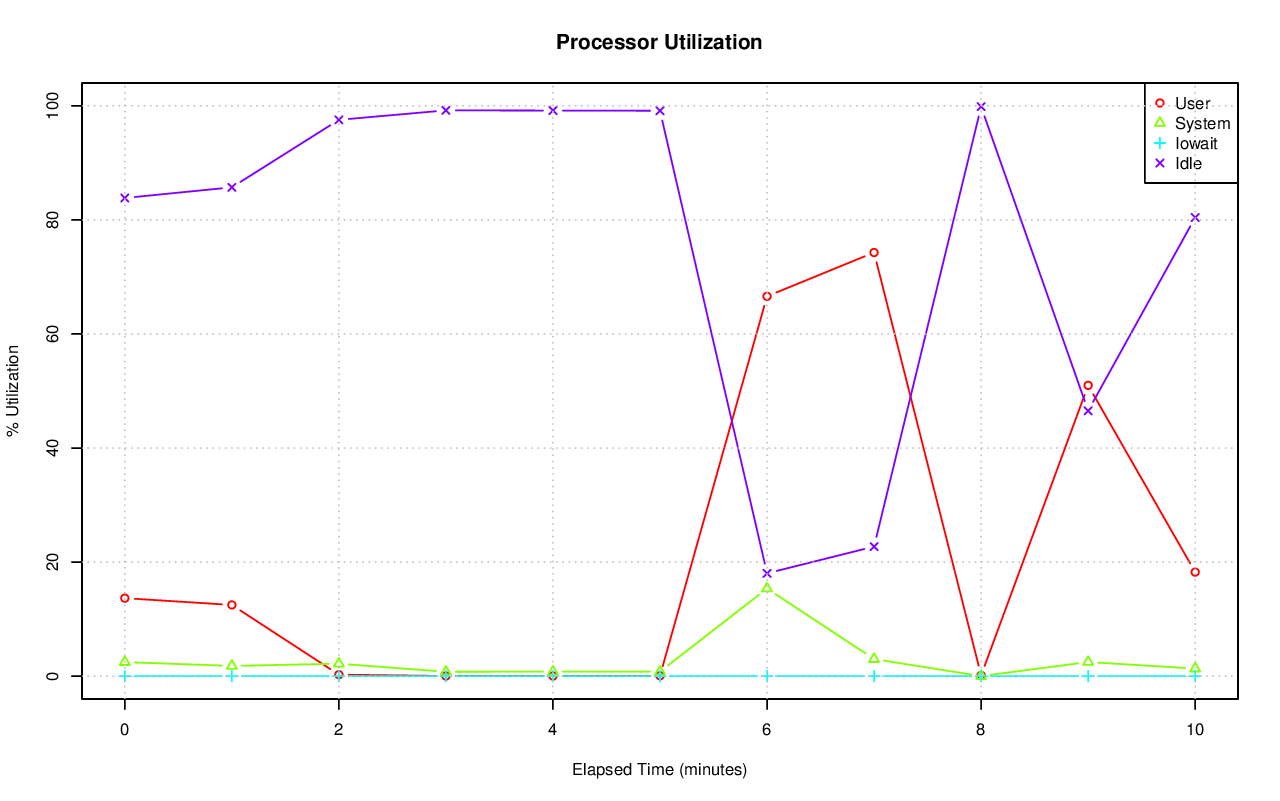 Processor Utilization
User
System
Iowait
Idle
100
80
60
40
20
0
% Utilization
0 2 4 6 8 10
Elapsed Time (minutes)